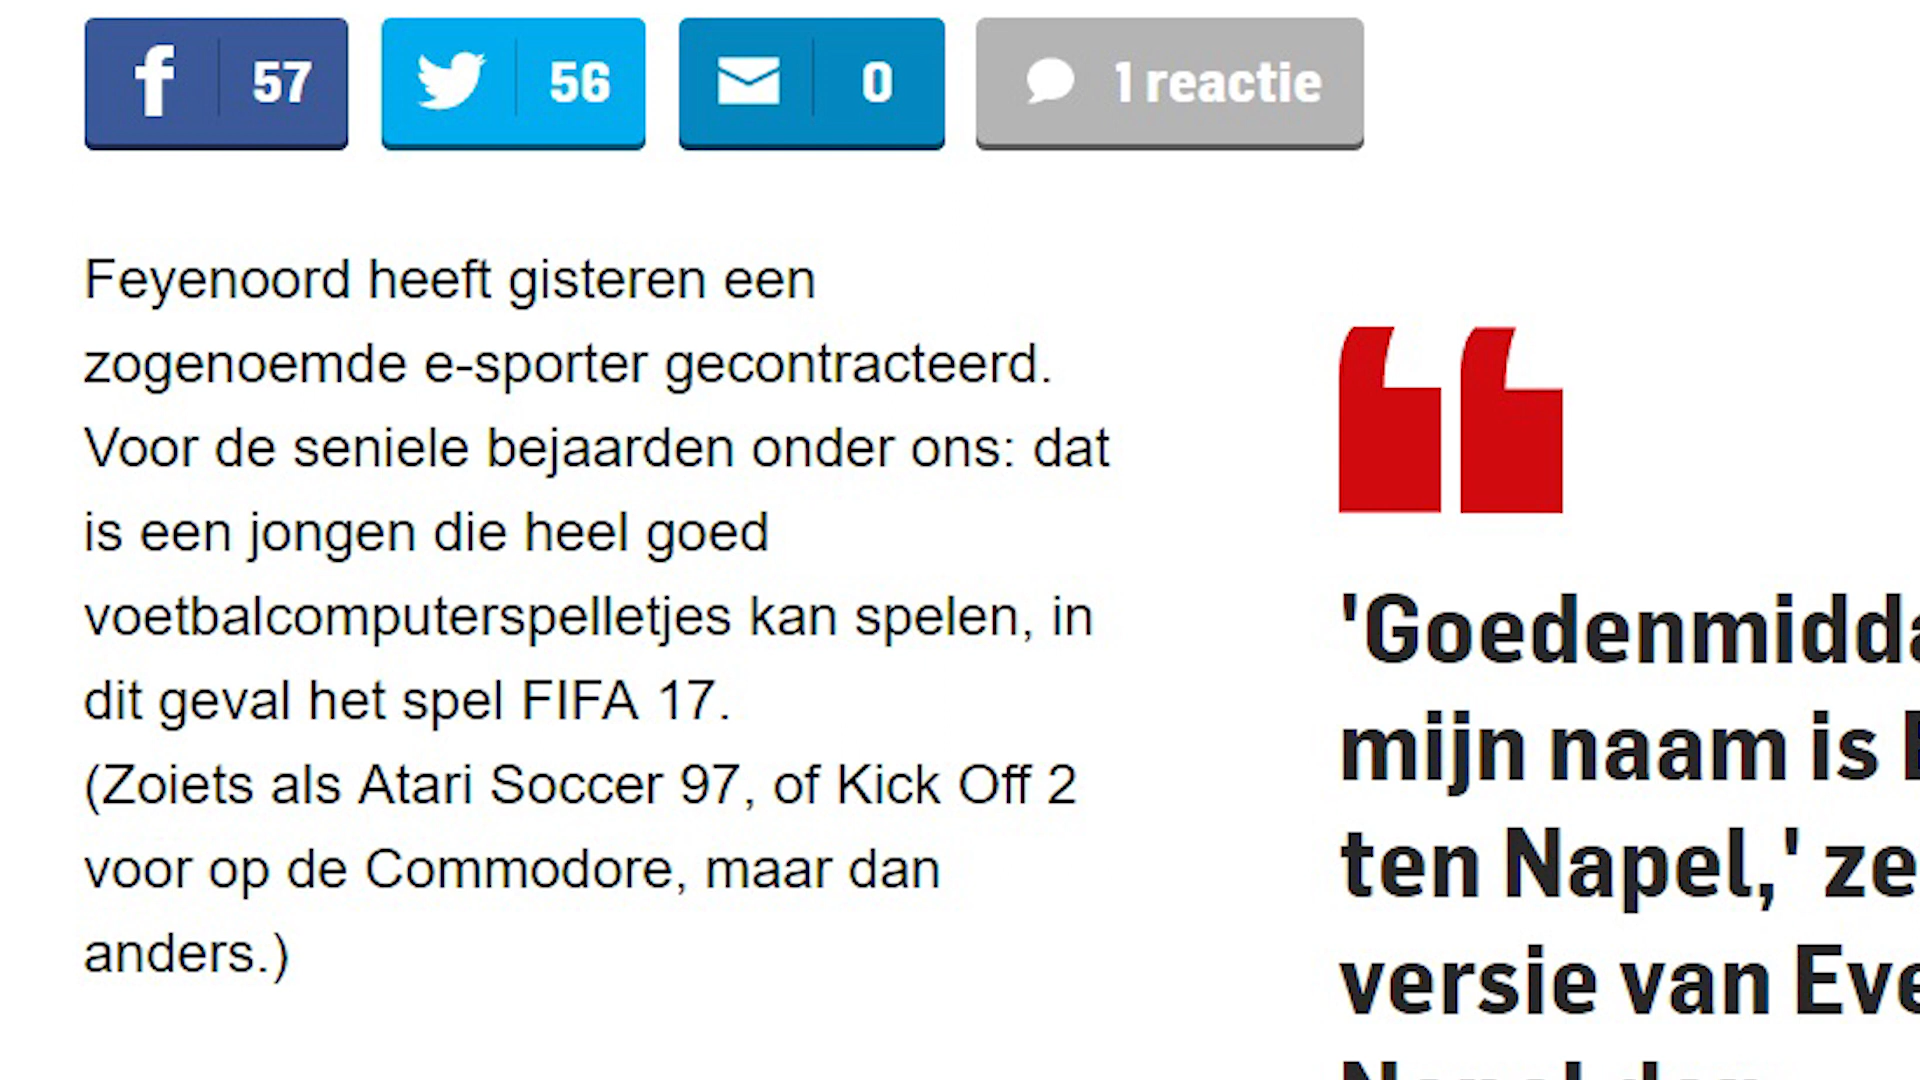 57
56
0
1 reactie
Feyenoord heeft gisteren een
zogenoemde e-sporter gecontracteerd.
Voor de seniele bejaarden onder ons: dat
is een jongen die heel goed
voetbalcomputerspelletjes kan spelen, in
dit geval het spel FIFA 17.
(Zoiets als Atari Soccer 97, of Kick Off 2
voor op de Commodore, maar dan
anders.)
'Goedenmidda
mijn naam is
ten Napel,' ze
versie van Eve